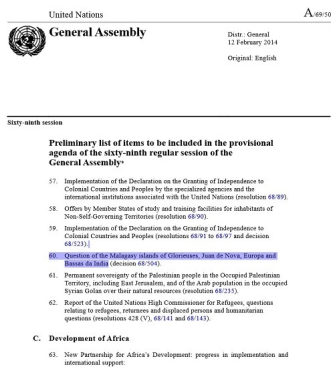 United Nations
A/69/50
General Assembly
Distr.: General
12 February 2014
Original: English
Sixty-ninth session
Preliminary list of items to be included in the provisional
agenda of the sixty-ninth regular session of the
General Assembly*
57. Implementation of the Declaration on the Granting of Independence to
Colonial Countries and Peoples by the specialized agencies and the
international institutions associated with the United Nations (resolution 68/89).
58. Offers by Member States of study and training facilities for inhabitants of
Non-Self-Governing Territories (resolution 68/90).
59. Implementation of the Declaration on the Granting of Independence to
Colonial Countries and Peoples (resolutions 68/91 to 68/97 and decision
68/523).
60. Question of the Malagasy islands of Glorieuses, Juan de Nova, Europa and
Bassas da India (decision 68/504).
61. Permanent sovereignty of the Palestinian people in the Occupied Palestinian
Territory, including East Jerusalem, and of the Arab population in the occupied
Syrian Golan over their natural resources (resolution 68/235).
62. Report of the United Nations High Commissioner for Refugees, questions
relating to refugees, returnees and displaced persons and humanitarian
questions (resolutions 428 (V), 68/141 and 68/143).
C. Development of Africa
63. New Partnership for Africa's Development: progress in implementation and
international support: